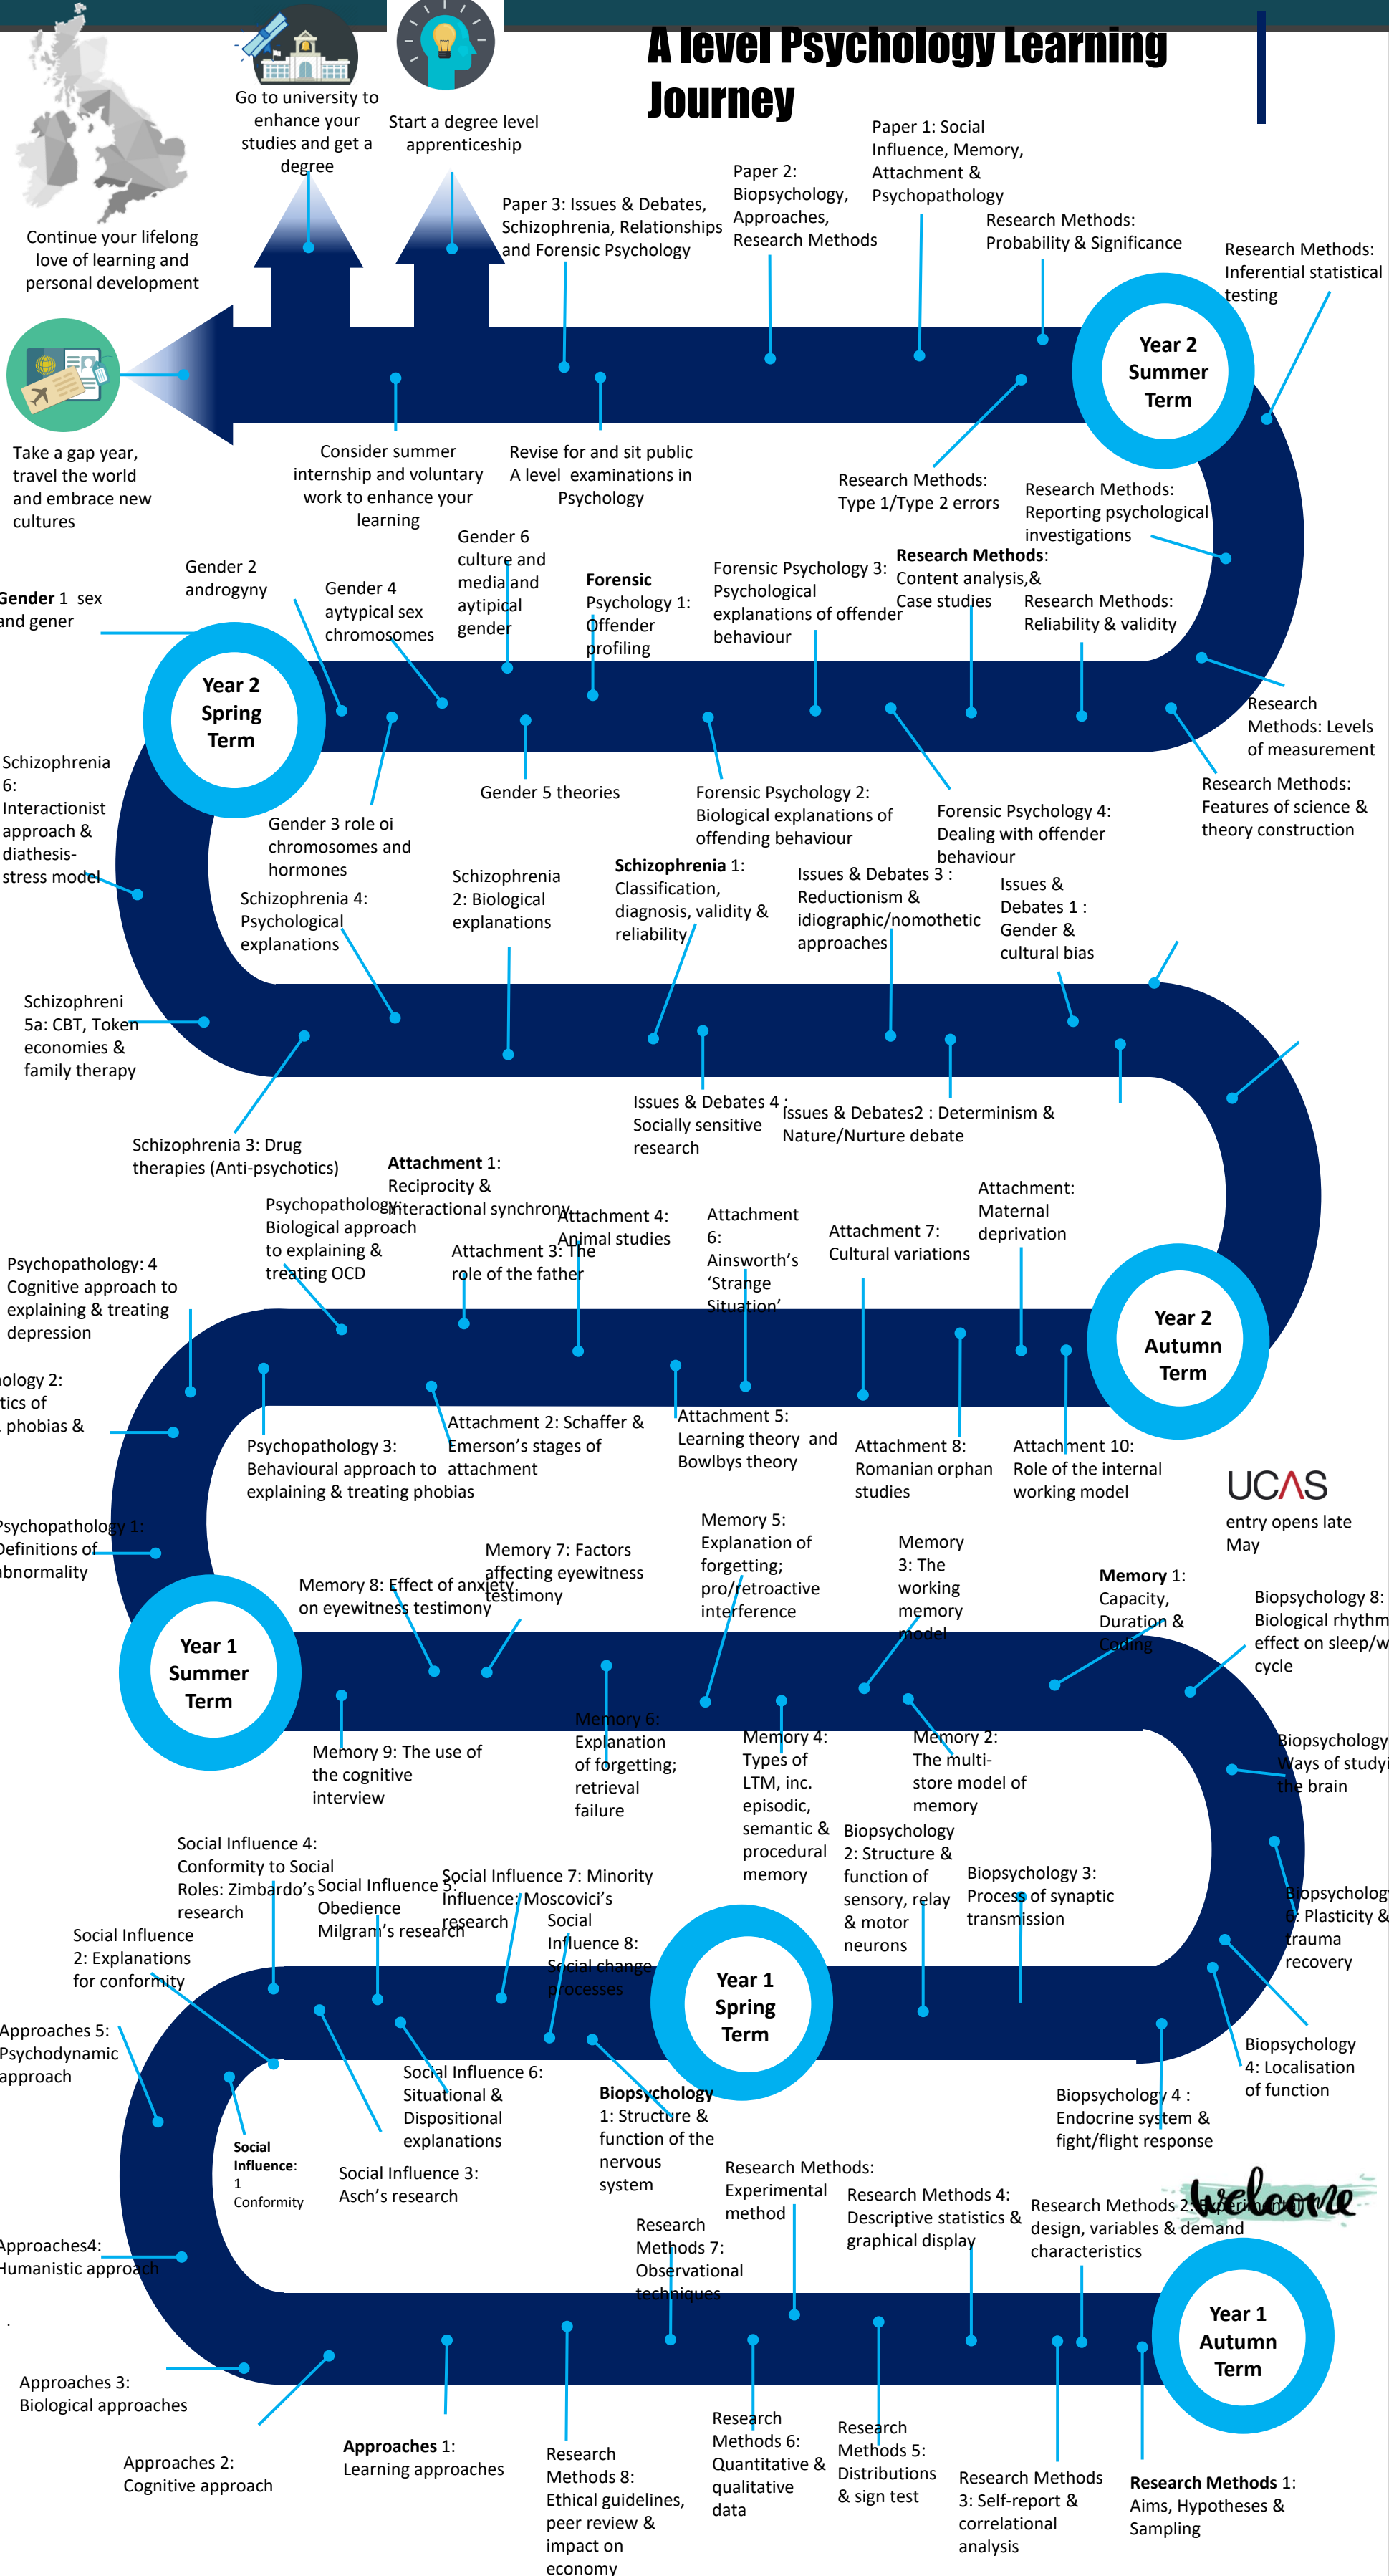 A level Psychology Learning
Journey
Go to university to
enhance your
studies and get a
degree
Start a degree level
apprenticeship
Continue your lifelong
love of learning and
personal development
Take a gap year,
travel the world
and embrace new
cultures
Paper 3: Issues & Debates,
Schizophrenia, Relationships
and Forensic Psychology
Paper 2:
Biopsychology,
Approaches,
Research Methods
Paper 1: Social
Influence, Memory,
Attachment &
Psychopathology
Research Methods:
Probability & Significance
Research Methods:
Inferential statistical
testing
Year 2
Summer
Term
Consider summer
internship and voluntary
work to enhance your
learning
Revise for and sit public
A level examinations in
Psychology
Research Methods:
Type 1/Type 2 errors
Research Methods:
Reporting psychological
investigations
Gender 1 sex
and gener
Gender 2
androgyny
Gender 4
aytypical sex
chromosomes
Gender 6
culture and
media and
aytipical
gender
Forensic
Psychology 1:
Offender
profiling
Forensic Psychology 3:
Psychological
explanations of offender
behaviour
Research Methods:
Content analysis,&
Case studies
Research Methods:
Reliability & validity
Year 2
Spring
Term
Research
Methods: Levels
of measurement
Research Methods:
Features of science &
theory construction
Schizophrenia
6:
Interactionist
approach &
diathesis-
stress model
Gender 3 role oi
chromosomes and
hormones
Gender 5 theories
Forensic Psychology 2:
Biological explanations of
offending behaviour
Forensic Psychology 4:
Dealing with offender
behaviour
Schizophrenia 4:
Psychological
explanations
Schizophrenia
2: Biological
explanations
Schizophrenia 1:
Classification,
diagnosis, validity &
reliability
Issues & Debates 3 :
Reductionism &
idiographic/nomothetic
approaches
Issues &
Debates 1 :
Gender &
cultural bias
Schizophreni
5a: CBT, Token
economies &
family therapy
Schizophrenia 3: Drug
therapies (Anti-psychotics)
Issues & Debates 4 :
Socially sensitive
research
Issues & Debates2 : Determinism &
Nature/Nurture debate
Attachment 1:
Reciprocity &
Interactional synchrony
Psychopathology:
Biological approach
to explaining &
treating OCD
Attachment 3: The
role of the father
Attachment 4:
Animal studies
Attachment
6:
Ainsworth's
'Strange
Situation'
Attachment 7:
Cultural variations
Attachment:
Maternal
deprivation
Psychopathology: 4
Cognitive approach to
explaining & treating
depression
Year 2
Autumn
Term
ology 2:
tics of
, phobias &
Psychopathology 3:
Behavioural approach to
explaining & treating phobias
Attachment 2: Schaffer &
Emerson's stages of
attachment
Attachment 5:
Learning theory and
Bowlbys theory
Attachment 8:
Romanian orphan
studies
Attachment 10:
Role of the internal
working model
UCAS
entry opens late
May
Psychopathology 1:
Definitions of
abnormality
Memory 8: Effect of anxiety
on eyewitness testimony
Memory 7: Factors
affecting eyewitness
testimony
Memory 5:
Explanation of
forgetting;
pro/retroactive
interference
Memory
3: The
working
memory
model
Memory 1:
Capacity,
Duration &
Coding
Biopsychology 8:
Biological rhythm
effect on sleep/w
cycle
Year 1
Summer
Term
Memory 9: The use of
the cognitive
interview
Memory 6:
Explanation
of forgetting;
retrieval
failure
Memory 4:
Types of
LTM, inc.
episodic,
semantic &
procedural
memory
Memory 2:
The multi-
store model of
memory
Biopsychology
Ways of studyi
the brain
Social Influence 4:
Conformity to Social
Roles: Zimbardo's
research
Social Influence 5:
Obedience
Milgram's research
Social Influence 7: Minority
Influence: Moscovici's
research
Social
Influence 8:
Social change
processes
Biopsychology
2: Structure &
function of
sensory, relay
& motor
neurons
Biopsychology 3:
Process of synaptic
transmission
Biopsychology
6: Plasticity &
trauma
recovery
Social Influence
2: Explanations
for conformity
Year 1
Spring
Term
Approaches 5:
Psychodynamic
approach
Social
Influence:
1
Conformity
Social Influence 3:
Asch's research
Social Influence 6:
Situational &
Dispositional
explanations
Biopsychology
1: Structure &
function of the
nervous
system
Biopsychology 4 :
Endocrine system &
fight/flight response
Biopsychology
4: Localisation
of function
welcome
Research
Methods 7:
Observational
techniques
Research Methods:
Experimental
method
Research Methods 4:
Descriptive statistics &
graphical display
Research Methods 2: Experimental
design, variables & demand
characteristics
Approaches4:
Humanistic approach
.
Year 1
Autumn
Term
Approaches 3:
Biological approaches
Approaches 2:
Cognitive approach
Approaches 1:
Learning approaches
Research
Methods 8:
Ethical guidelines,
peer review &
impact on
economy
Research
Methods 6:
Quantitative &
qualitative
data
Research
Methods 5:
Distributions
& sign test
Research Methods
3: Self-report &
correlational
analysis
Research Methods 1:
Aims, Hypotheses &
Sampling